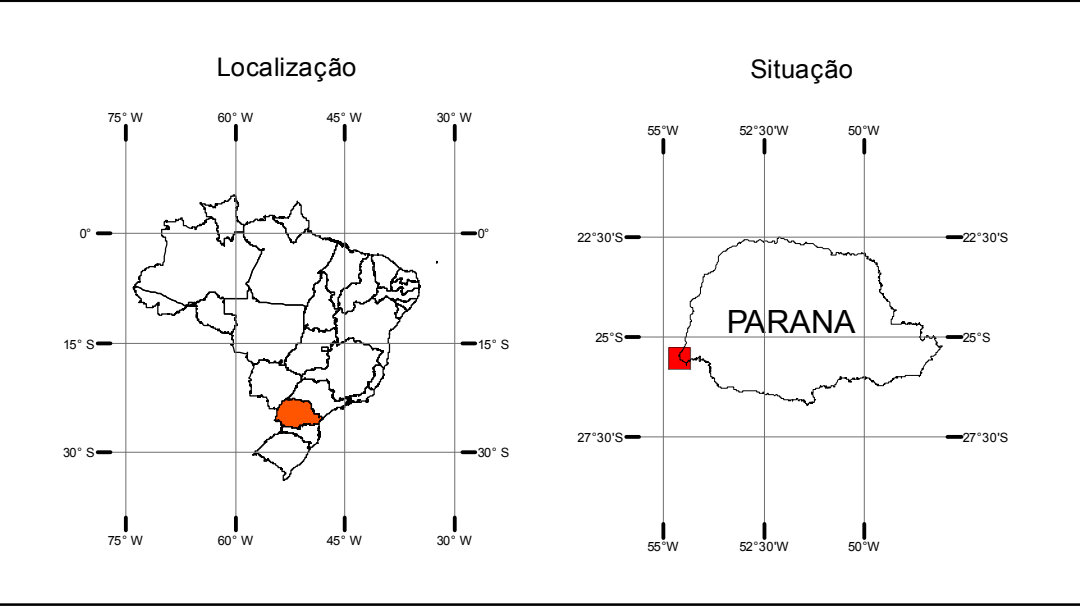 Localização
75° W 60° W 45° W 30° W
0° 0°
15° S 15° S
30° S 30° S
75° W 60° W 45° W 30° W
Situação
55°W 52°30'W 50°W
22°30'S 22°30'S
PARANA
25°S 25°S
27°30'S 27°30'S
55°W 52°30'W 50°W